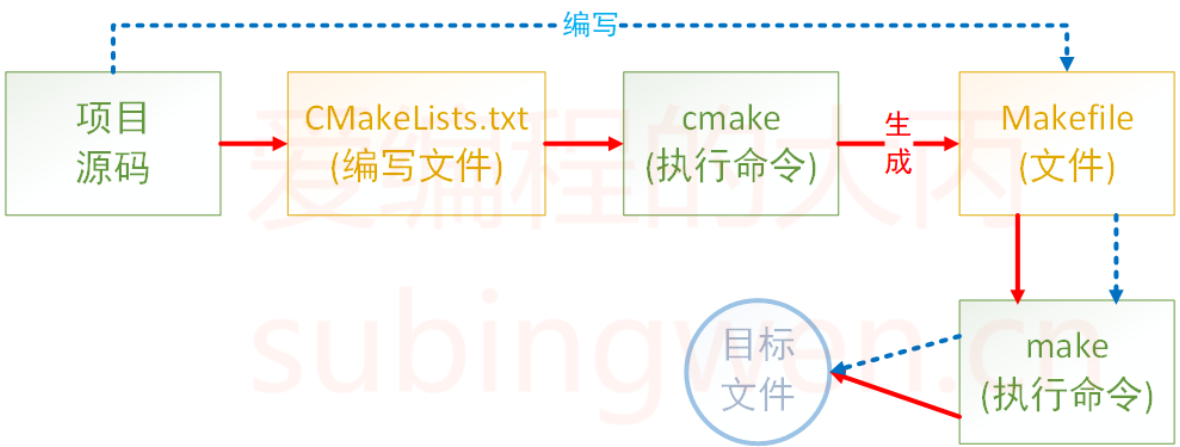 编写
项目
源码
CMakeLists.txt
(编写文件)
cmake
(执行命令)
生
成
Makefile
(文件)
爱编程的大丙
目标
文件
make
(执行命令)
subingwen.cn